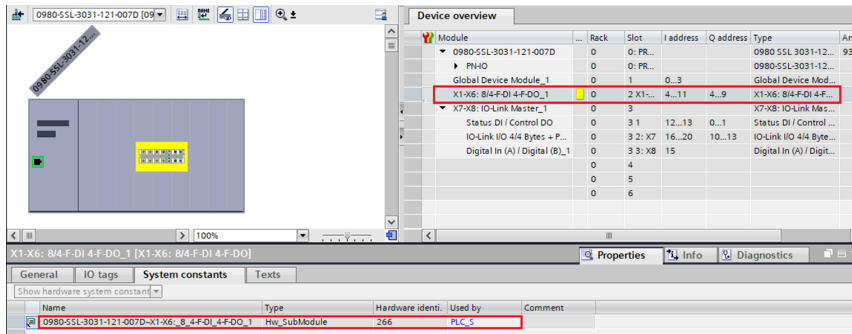 0980-SSL-3031-121-007D [09
Device overview
Module ... Rack Slot I address Q address Type
0980-SSL-3031-121-007D 0 0: PR... 0980 SSL 3031-12...
PN-IO 0 0: PR... 0980-SSL-3031-12...
Global Device Module_1 0 1 0...3 Global Device Mod...
X1-X6: 8/4-F-DI 4-F-DO_1 0 2 X1-... 4...11 4...9 X1-X6: 8/4-F-DI 4-F...
X7-X8: IO-Link Master_1 0 3 X7-X8: IO-Link Mas...
Status DI / Control DO 0 3 1 12...13 0...1 Status DI / Control ...
IO-Link I/O 4/4 Bytes + P... 0 3 2: X7 16...20 10...13 IO-Link I/O 4/4 Byte...
Digital In (A) / Digital (B)_1 0 3 3: X8 15 Digital In (A) / Digit...
0 4
0 5
0 6
0980-SSL-3031-12...
100%
X1-X6: 8/4-F-DI 4-F-DO_1 [X1-X6: 8/4-F-DI 4-F-DO]
Properties Info Diagnostics
General IO tags System constants Texts
Show hardware system constant
Name Type Hardware identi. Used by Comment
0980-SSL-3031-121-007D~X1-X6:_8_4-F-DI_4-F-DO_1 Hw_SubModule 266 PLC_S